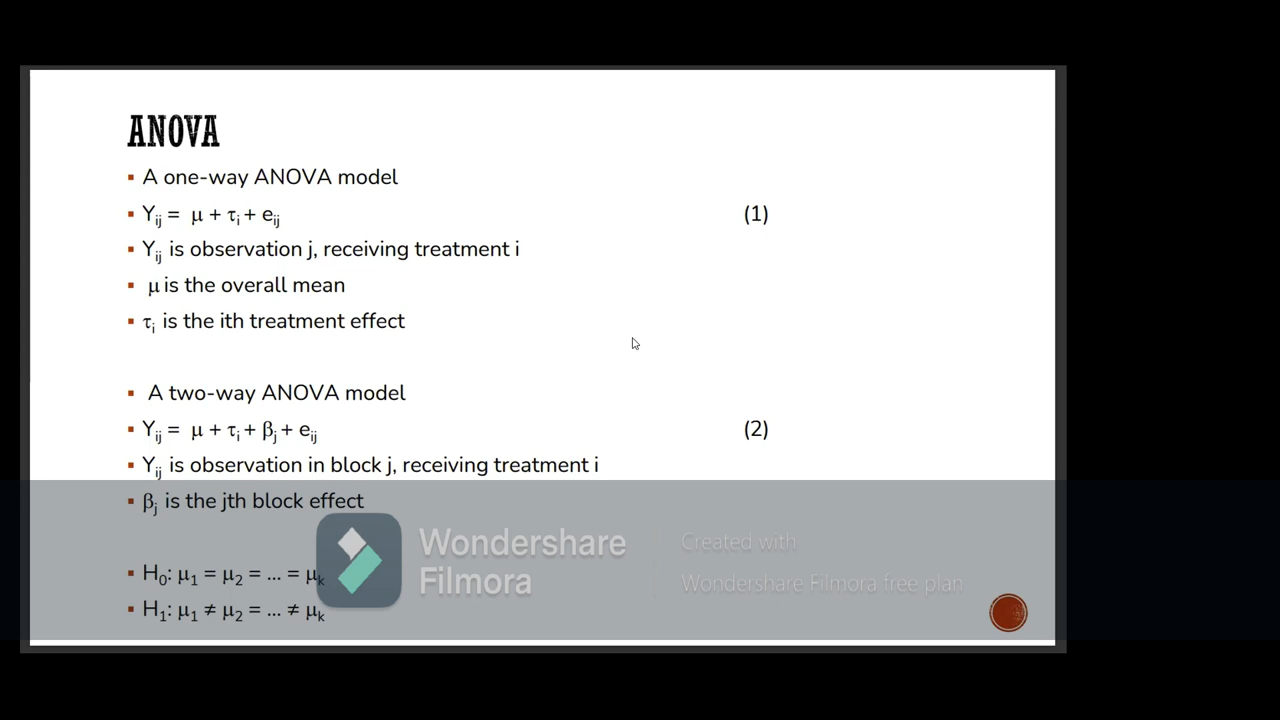 ANOVA
▪ A one-way ANOVA model
▪ Yᵢⱼ = μ + τᵢ + eᵢⱼ (1)
▪ Yᵢⱼ is observation j, receiving treatment i
▪ μ is the overall mean
▪ τᵢ is the ith treatment effect
▪ A two-way ANOVA model
▪ Yᵢⱼ = μ + τᵢ + βⱼ + eᵢⱼ (2)
▪ Yᵢⱼ is observation in block j, receiving treatment i
▪ βⱼ is the jth block effect
▪ H₀: μ₁ = μ₂ = ... = μₖ
▪ H₁: μ₁ ≠ μ₂ = ... ≠ μₖ
Wondershare
Filmora
Created with
Wondershare Filmora free plan